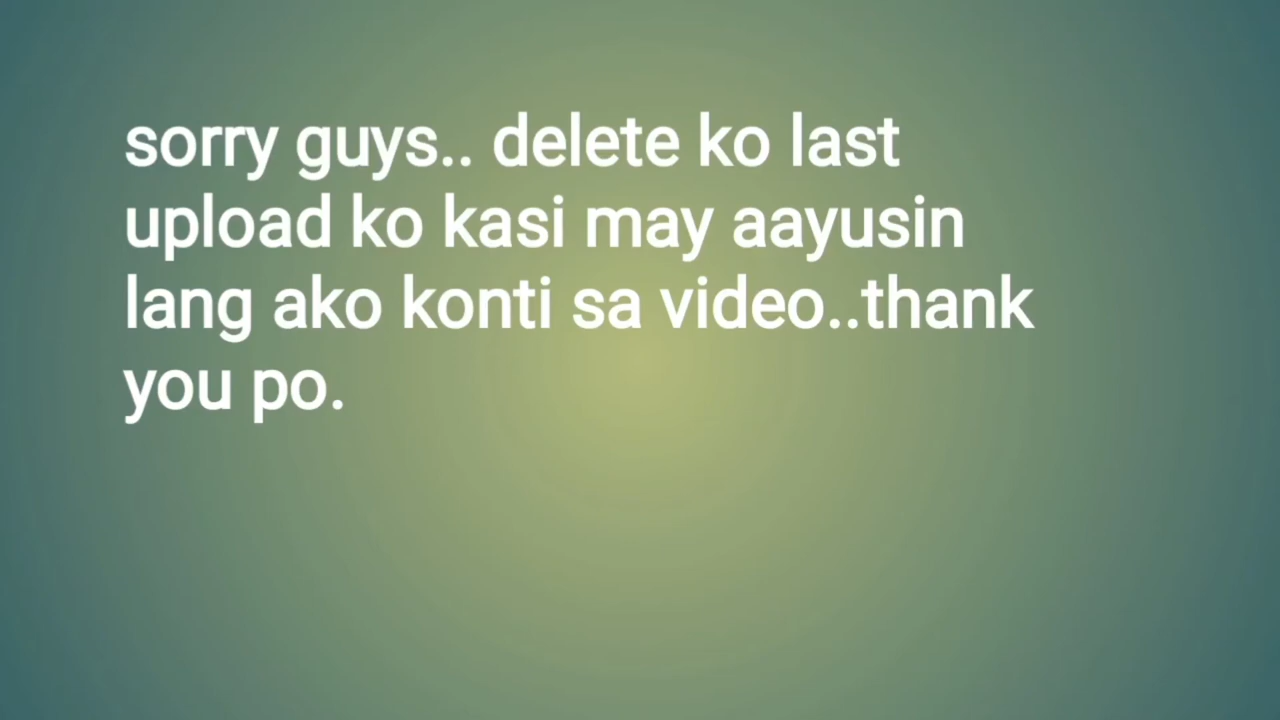 sorry guys.. delete ko last
upload ko kasi may aayusin
lang ako konti sa video..thank
you po.